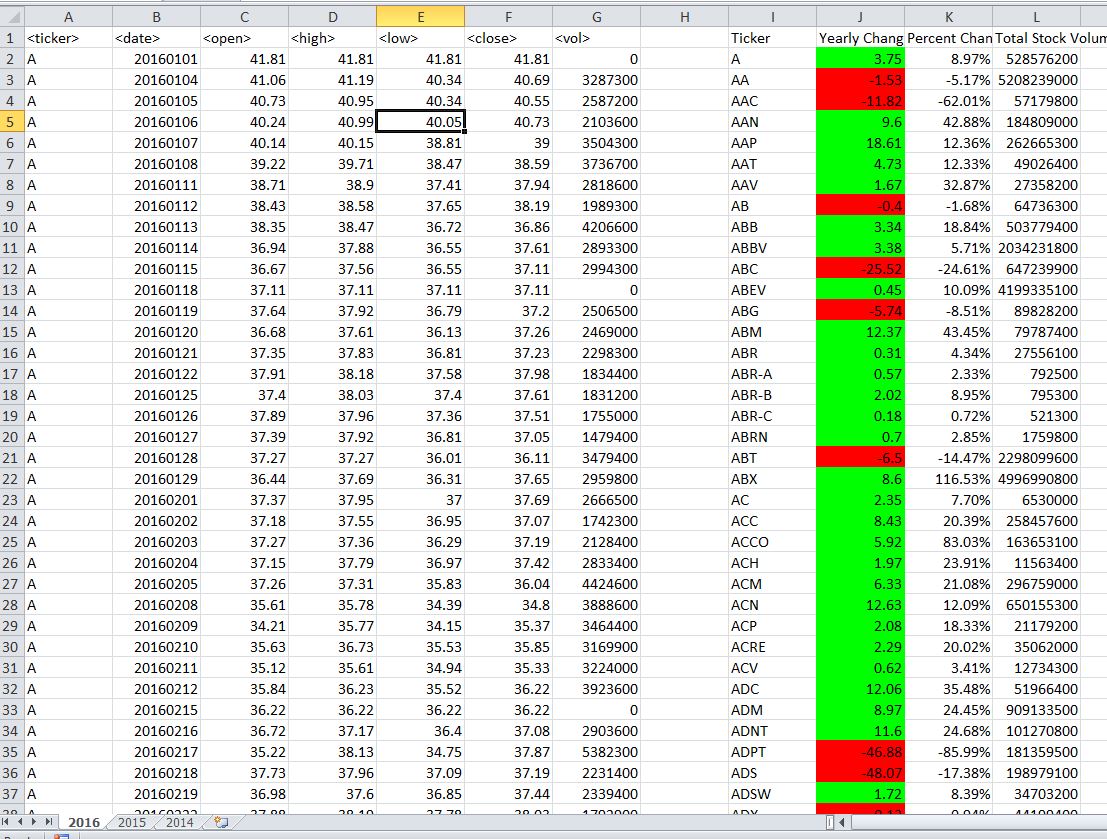 A B C D E F G H I J K L
1 <ticker> <date> <open> <high> <low> <close> <vol> Ticker Yearly Chang Percent Chan Total Stock Volum
2 A 20160101 41.81 41.81 41.81 41.81 0 A 3.75 8.97% 528576200
3 A 20160104 41.06 41.19 40.34 40.69 3287300 AA -1.53 -5.17% 5208239000
4 A 20160105 40.73 40.95 40.34 40.55 2587200 AAC -11.82 -62.01% 57179800
5 A 20160106 40.24 40.99 40.05 40.73 2103600 AAN 9.6 42.88% 184809000
6 A 20160107 40.14 40.15 38.81 39 3504300 AAP 18.61 12.36% 262665300
7 A 20160108 39.22 39.71 38.47 38.59 3736700 AAT 4.73 12.33% 49026400
8 A 20160111 38.71 38.9 37.41 37.94 2818600 AAV 1.67 32.87% 27358200
9 A 20160112 38.43 38.58 37.65 38.19 1989300 AB -0.4 -1.68% 64736300
10 A 20160113 38.35 38.47 36.72 36.86 4206600 ABB 3.34 18.84% 503779400
11 A 20160114 36.94 37.88 36.55 37.61 2893300 ABBV 3.38 5.71% 2034231800
12 A 20160115 36.67 37.56 36.55 37.11 2994300 ABC -25.52 -24.61% 647239900
13 A 20160118 37.11 37.11 37.11 37.11 0 ABEV 0.45 10.09% 4199335100
14 A 20160119 37.64 37.92 36.79 37.2 2506500 ABG -5.74 -8.51% 89828200
15 A 20160120 36.68 37.61 36.13 37.26 2469000 ABM 12.37 43.45% 79787400
16 A 20160121 37.35 37.83 36.81 37.23 2298300 ABR 0.31 4.34% 27556100
17 A 20160122 37.91 38.18 37.58 37.98 1834400 ABR-A 0.57 2.33% 792500
18 A 20160125 37.4 38.03 37.4 37.61 1831200 ABR-B 2.02 8.95% 795300
19 A 20160126 37.89 37.96 37.36 37.51 1755000 ABR-C 0.18 0.72% 521300
20 A 20160127 37.39 37.92 36.81 37.05 1479400 ABRN 0.7 2.85% 1759800
21 A 20160128 37.27 37.27 36.01 36.11 3479400 ABT -6.5 -14.47% 2298099600
22 A 20160129 36.44 37.69 36.31 37.65 2959800 ABX 8.6 116.53% 4996990800
23 A 20160201 37.37 37.95 37 37.69 2666500 AC 2.35 7.70% 6530000
24 A 20160202 37.18 37.55 36.95 37.07 1742300 ACC 8.43 20.39% 258457600
25 A 20160203 37.27 37.36 36.29 37.19 2128400 ACCO 5.92 83.03% 163653100
26 A 20160204 37.15 37.79 36.97 37.42 2833400 ACH 1.97 23.91% 11563400
27 A 20160205 37.26 37.31 35.83 36.04 4424600 ACM 6.33 21.08% 296759000
28 A 20160208 35.61 35.78 34.39 34.8 3888600 ACN 12.63 12.09% 650155300
29 A 20160209 34.21 35.77 34.15 35.37 3464400 ACP 2.08 18.33% 21179200
30 A 20160210 35.63 36.73 35.53 35.85 3169900 ACRE 2.29 20.02% 35062000
31 A 20160211 35.12 35.61 34.94 35.33 3224000 ACV 0.62 3.41% 12734300
32 A 20160212 35.84 36.23 35.52 36.22 3923600 ADC 12.06 35.48% 51966400
33 A 20160215 36.22 36.22 36.22 36.22 0 ADM 8.97 24.45% 909133500
34 A 20160216 36.72 37.17 36.4 37.08 2903600 ADNT 11.6 24.68% 101270800
35 A 20160217 35.22 38.13 34.75 37.87 5382300 ADPT -46.88 -85.99% 181359500
36 A 20160218 37.73 37.96 37.09 37.19 2231400 ADS -48.07 -17.38% 198979100
37 A 20160219 36.98 37.6 36.85 37.44 2339400 ADSW 1.72 8.39% 34703200
2016 2015 2014